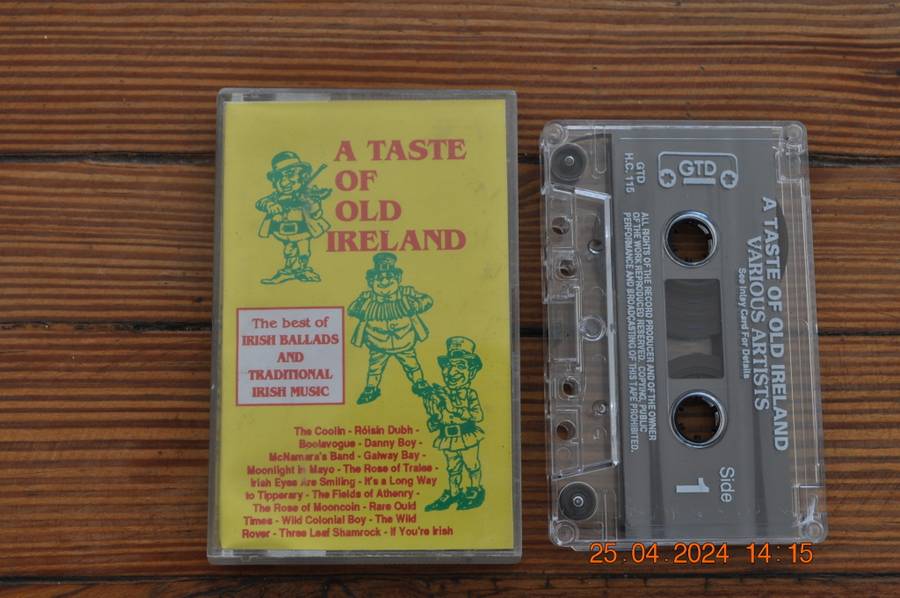 A TASTE
OF
OLD
IRELAND
The best of
IRISH BALLADS
AND
TRADITIONAL
IRISH MUSIC
The Coolin - Róisin Dubh -
Boolavogue - Danny Boy -
McNamara's Band - Galway Bay -
Moonlight in Mayo - The Rose of Tralee -
Irish Eyes Are Smiling - It's a Long Way
to Tipperary - The Fields of Athenry -
The Rose of Mooncoin - Rare Ould
Times - Wild Colonial Boy - The Wild
Rover - Three Leaf Shamrock - If You're Irish
A TASTE OF OLD IRELAND
VARIOUS ARTISTS
See Inlay Card For Details
GTD
GTD
H.C. 115
Side
1
ALL RIGHTS OF THE RECORD PRODUCER AND OF THE OWNER
OF THE WORK REPRODUCED RESERVED. COPYING, PUBLIC
PERFORMANCE AND BROADCASTING OF THIS TAPE PROHIBITED.
25.04.2024 14:15